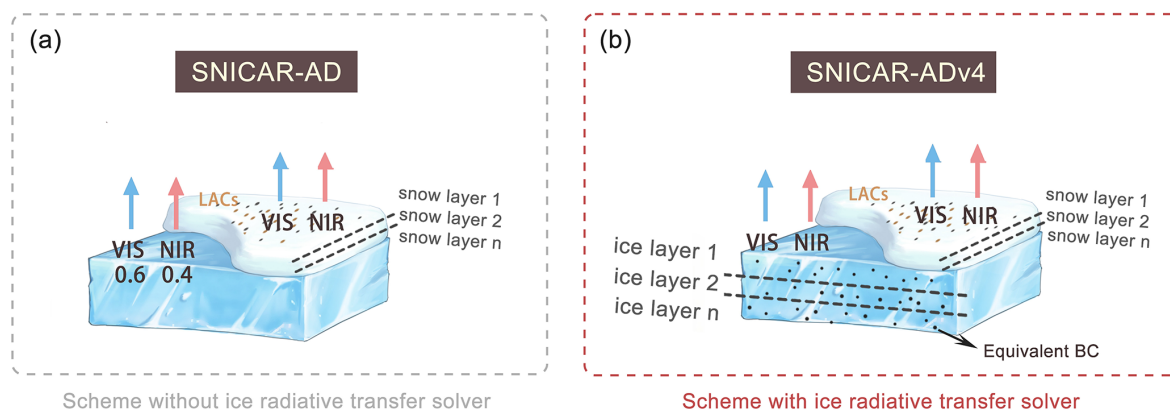 (a)
SNICAR-AD
LACs
VIS NIR
snow layer 1
snow layer 2
snow layer n
VIS NIR
0.6 0.4
Scheme without ice radiative transfer solver
(b)
SNICAR-ADv4
LACs
VIS NIR
snow layer 1
snow layer 2
snow layer n
VIS NIR
ice layer 1
ice layer 2
ice layer n
Equivalent BC
Scheme with ice radiative transfer solver